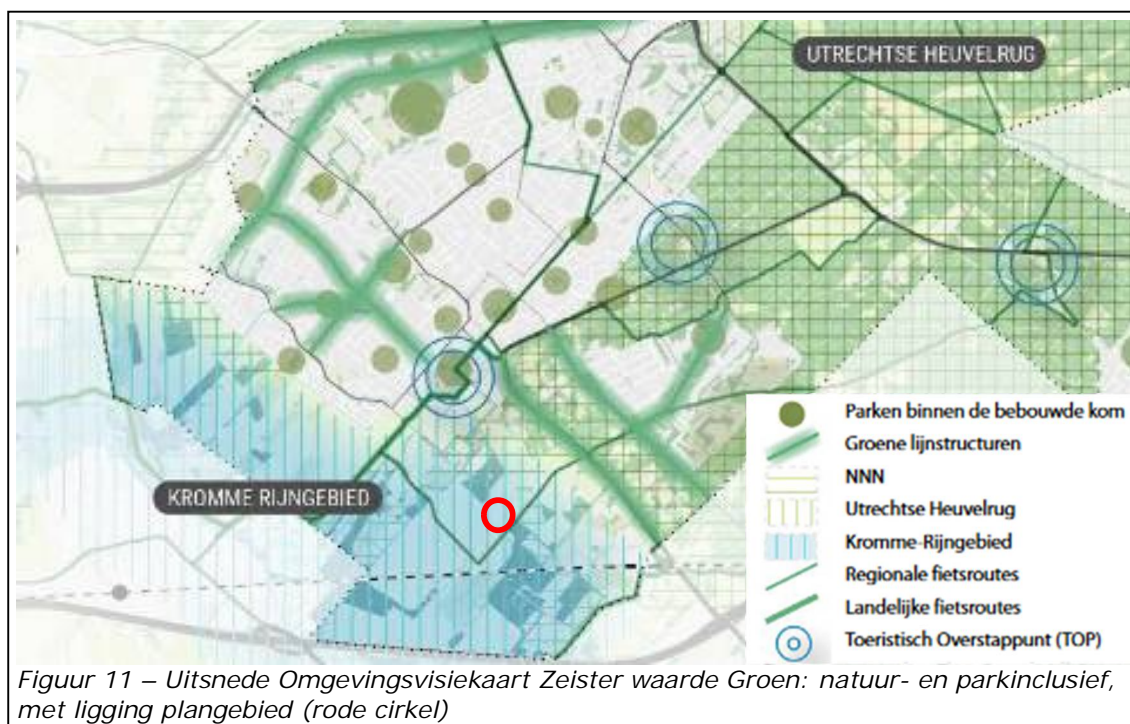 UTRECHTSE HEUVELRUG
KROMME RIJNGEBIED
Parken binnen de bebouwde kom
Groene lijnstructuren
NNN
Utrechtse Heuvelrug
Kromme-Rijngebied
Regionale fietsroutes
Landelijke fietsroutes
Toeristisch Overstappunt (TOP)
Figuur 11 – Uitsnede Omgevingsvisiekaart Zeister waarde Groen: natuur- en parkinclusief,
met ligging plangebied (rode cirkel)